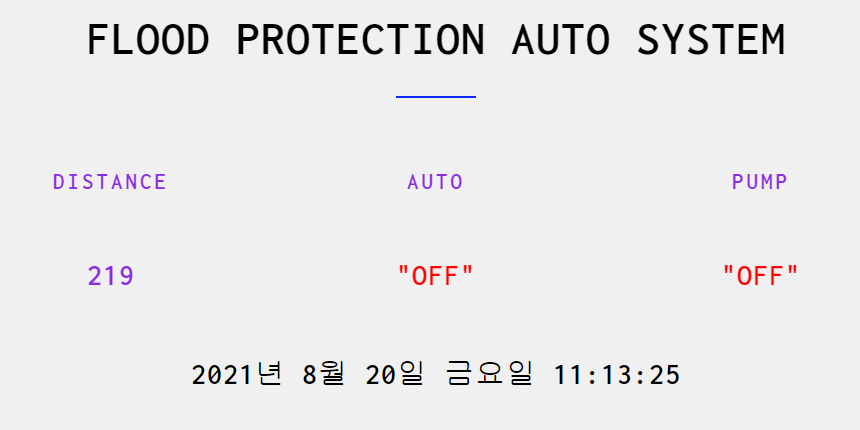 FLOOD PROTECTION AUTO SYSTEM
DISTANCE AUTO PUMP
219 "OFF" "OFF"
2021년 8월 20일 금요일 11:13:25